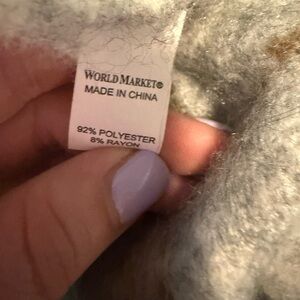 WORLD MARKET®
MADE IN CHINA
92% POLYESTER
8% RAYON